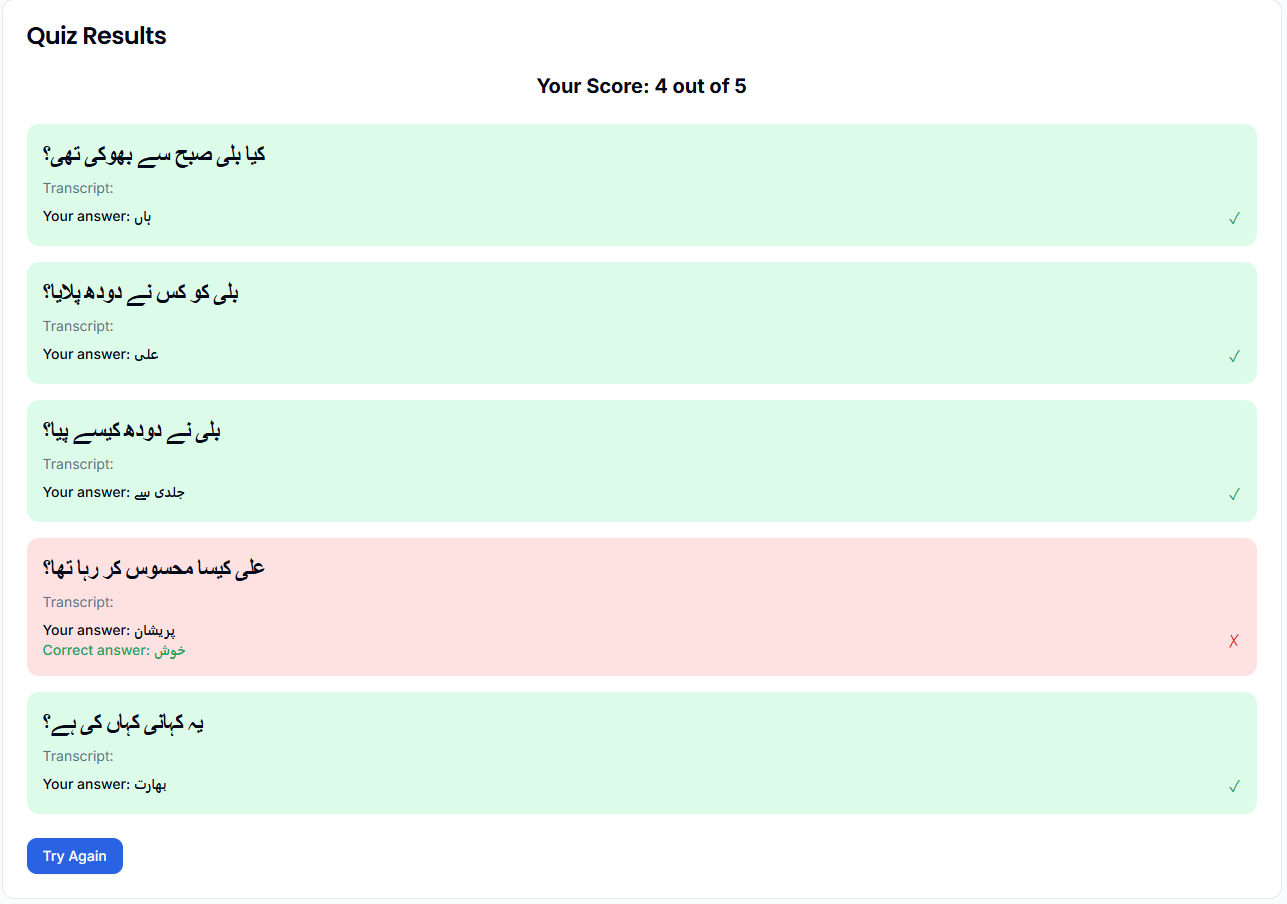 Quiz Results
Your Score: 4 out of 5
کیا بلی صبح سے بھوکی تھی؟
Transcript:
Your answer: ہاں
✓
بلی کو کس نے دودھ پلایا؟
Transcript:
Your answer: علی
✓
بلی نے دودھ کیسے پیا؟
Transcript:
Your answer: جلدی سے
✓
علی کیسا محسوس کر رہا تھا؟
Transcript:
Your answer: پریشان
Correct answer: خوش
✗
یہ کہانی کہاں کی ہے؟
Transcript:
Your answer: بھارت
✓
Try Again